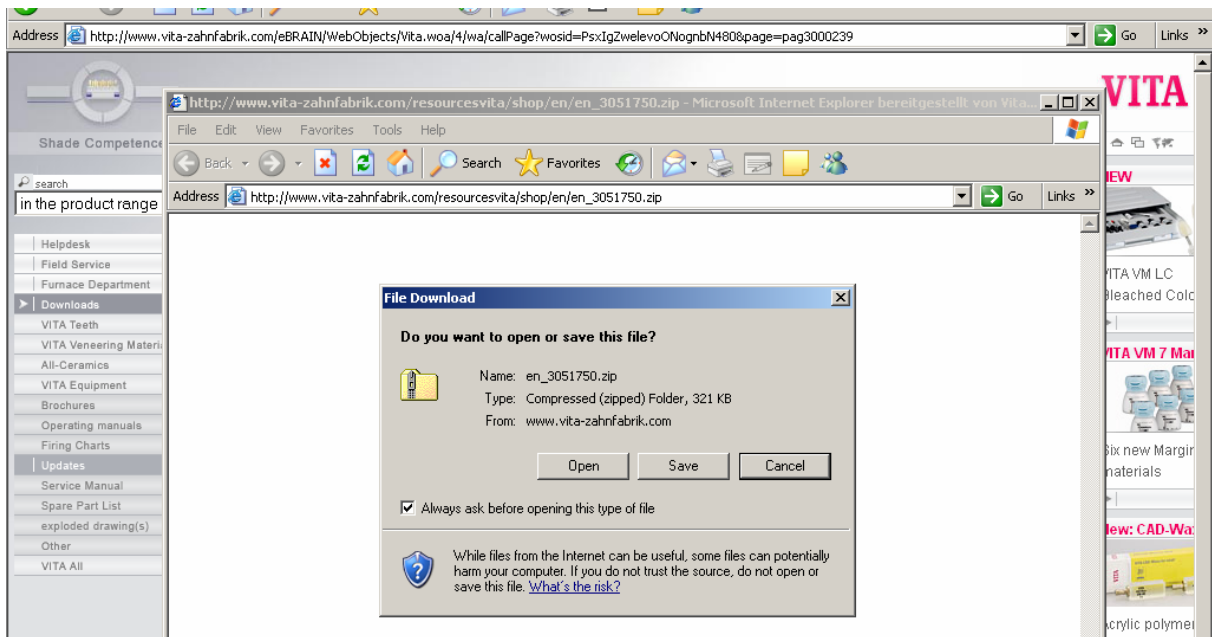 Address http://www.vita-zahnfabrik.com/eBRAIN/WebObjects/Vita.woa/4/wa/callPage?wosid=PsxIgZwelevoONognbN480&page=pag3000239 Go Links »
VITA
Shade Competence
search
in the product range
Helpdesk
Field Service
Furnace Department
Downloads
VITA Teeth
VITA Veneering Materi
All-Ceramics
VITA Equipment
Brochures
Operating manuals
Firing Charts
Updates
Service Manual
Spare Part List
exploded drawing(s)
Other
VITA All
http://www.vita-zahnfabrik.com/resourcesvita/shop/en/en_3051750.zip - Microsoft Internet Explorer bereitgestellt von Vita...
File Edit View Favorites Tools Help
Back Search Favorites
Address http://www.vita-zahnfabrik.com/resourcesvita/shop/en/en_3051750.zip Go Links »
File Download
Do you want to open or save this file?
Name: en_3051750.zip
Type: Compressed (zipped) Folder, 321 KB
From: www.vita-zahnfabrik.com
Open Save Cancel
Always ask before opening this type of file
While files from the Internet can be useful, some files can potentially
harm your computer. If you do not trust the source, do not open or
save this file. What's the risk?
IEW
VITA VM LC
Bleached Colo
VITA VM 7 Mar
Six new Margin
materials
New: CAD-Wa
Acrylic polymer